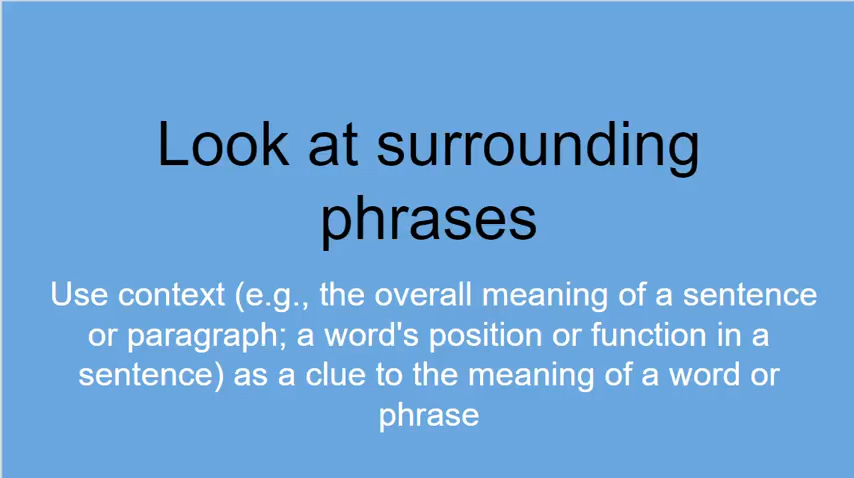 Look at surrounding
phrases
Use context (e.g., the overall meaning of a sentence
or paragraph; a word's position or function in a
sentence) as a clue to the meaning of a word or
phrase